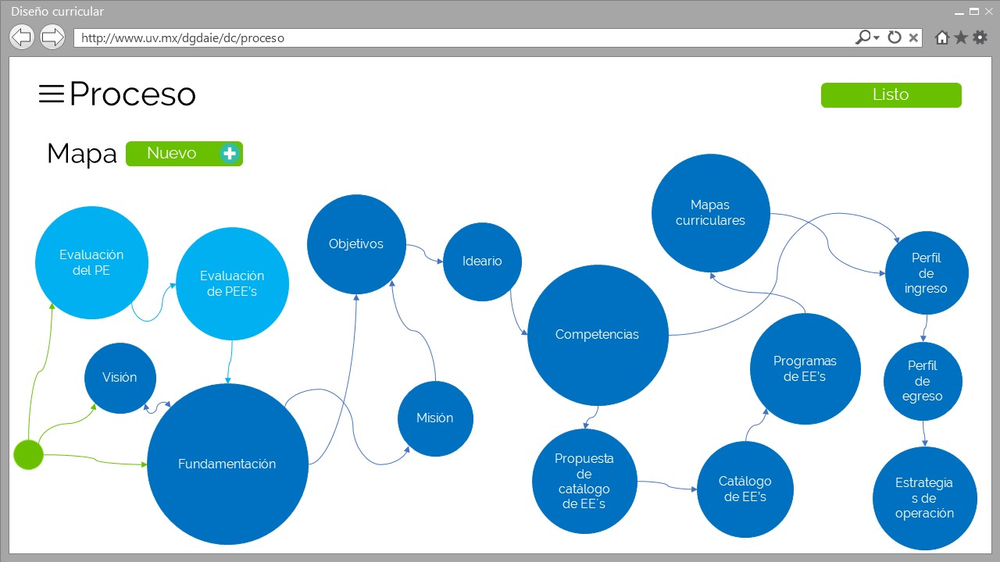 Diseño curricular
http://www.uv.mx/dgdaie/dc/proceso
Proceso
Listo
Mapa
Nuevo
Evaluación
del PE
Evaluación
de PEE's
Visión
Fundamentación
Objetivos
Ideario
Misión
Competencias
Propuesta
de
catálogo
de EE´s
Catálogo
de EE's
Programas
de EE's
Mapas
curriculares
Perfil
de
ingreso
Perfil
de
egreso
Estrategia
s de
operación